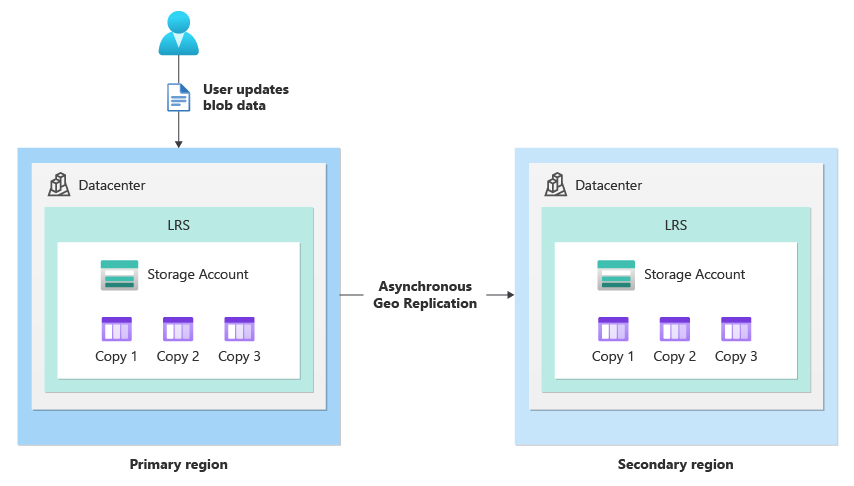 User updates
blob data
Datacenter
LRS
Storage Account
Copy 1
Copy 2
Copy 3
Primary region
Asynchronous
Geo Replication
Datacenter
LRS
Storage Account
Copy 1
Copy 2
Copy 3
Secondary region